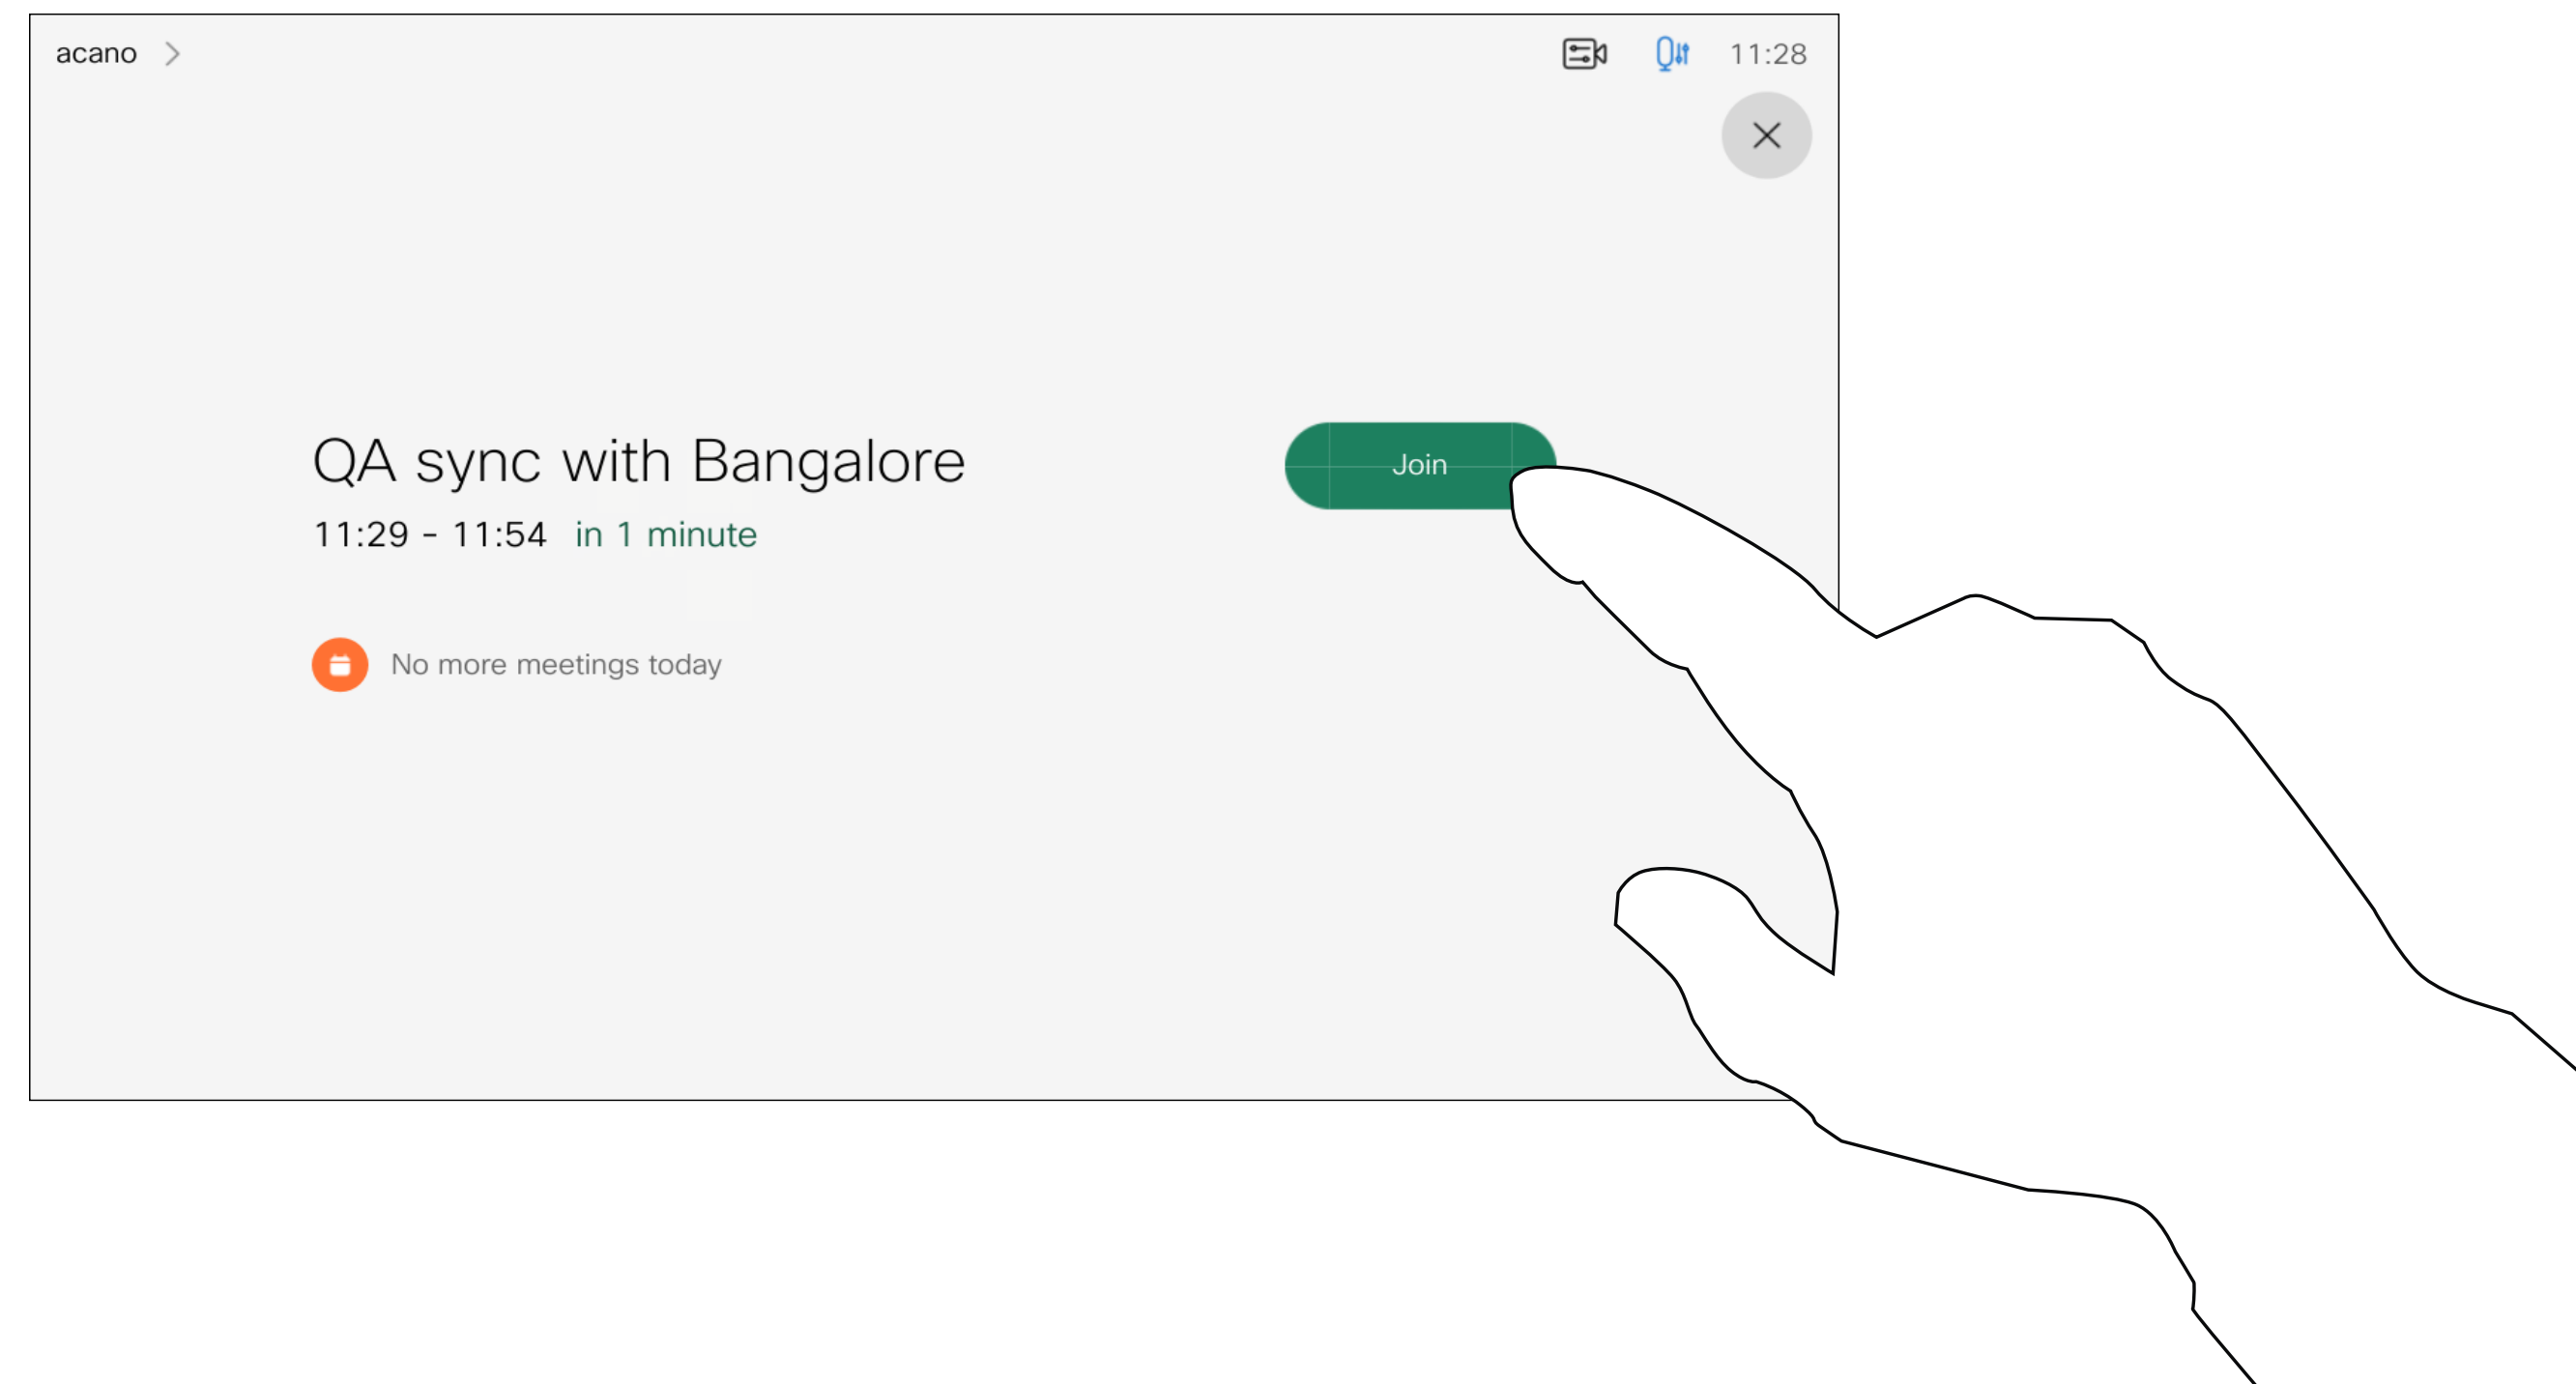 acano
11:28
QA sync with Bangalore
Join
11:29 - 11:54 in 1 minute
No more meetings today